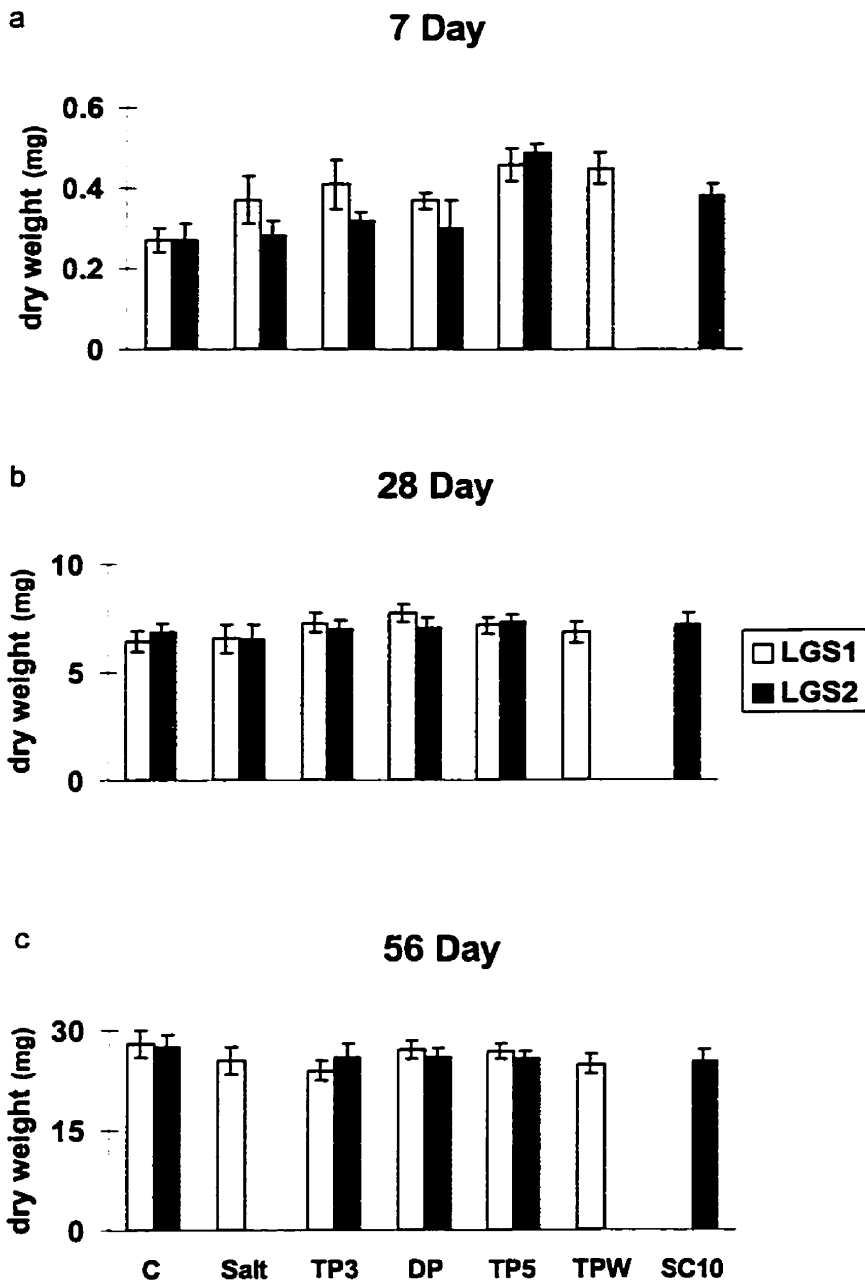 a
7 Day
0.6
0.4
0.2
0
dry weight (mg)
b
28 Day
10
5
0
dry weight (mg)
LGS1
LGS2
c
56 Day
30
15
0
dry weight (mg)
C Salt TP3 DP TP5 TPW SC10